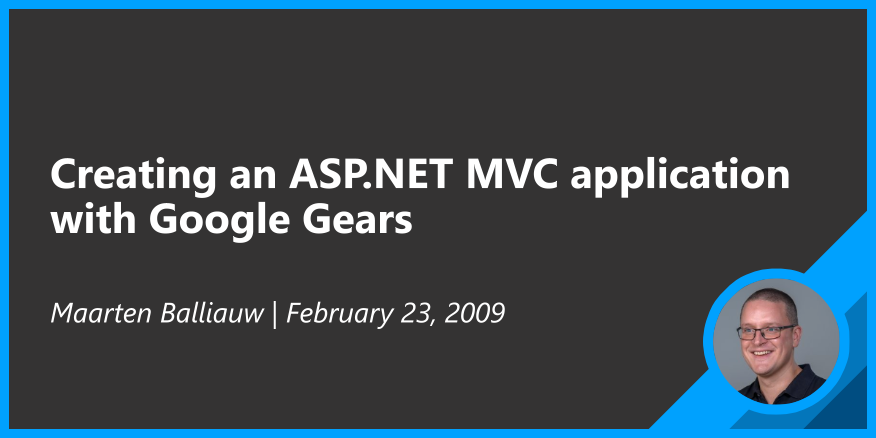 Creating an ASP.NET MVC application
with Google Gears
Maarten Balliauw | February 23, 2009